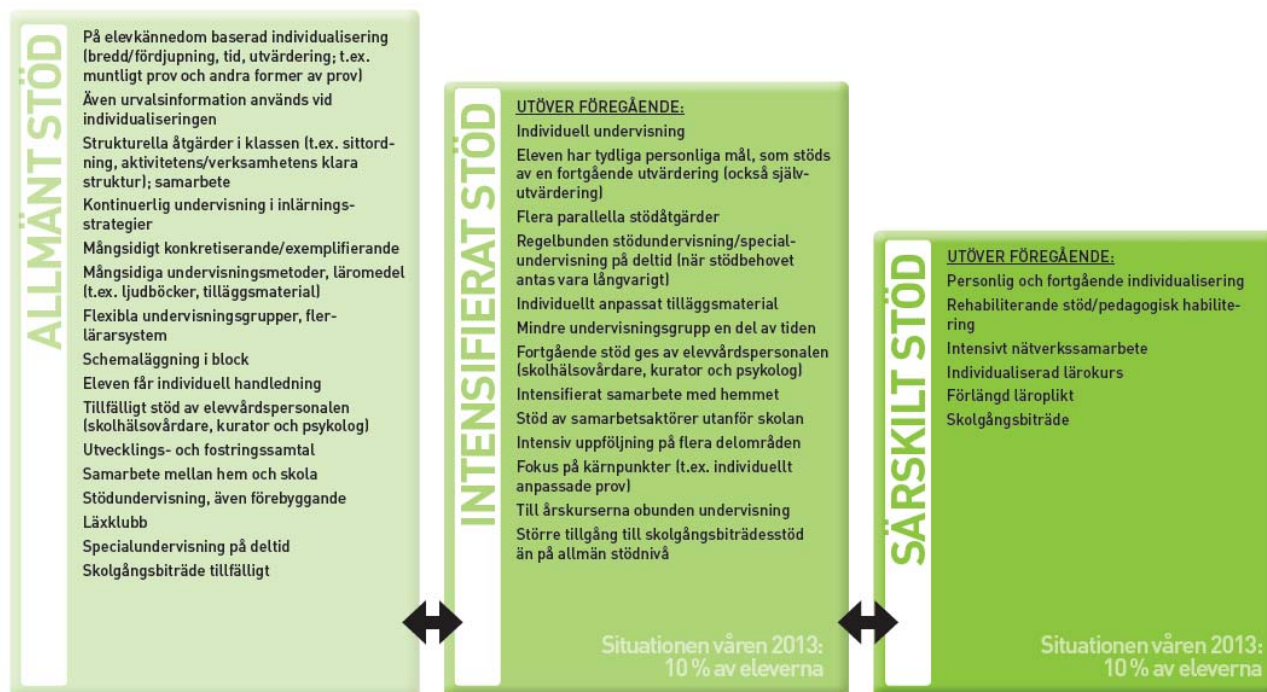 ALLMÄNT STÖD
På elevkännedom baserad individualisering
(bredd/fördjupning, tid, utvärdering; t.ex.
muntligt prov och andra former av prov)
Även urvalsinformation används vid
individualiseringen
Strukturella åtgärder i klassen (t.ex. sittord-
ning, aktivitetens/verksamhetens klara
struktur); samarbete
Kontinuerlig undervisning i inlärnings-
strategier
Mångsidigt konkretiserande/exemplifierande
Mångsidiga undervisningsmetoder, läromedel
(t.ex. ljudböcker, tilläggsmaterial)
Flexibla undervisningsgrupper, fler-
lärarsystem
Schemaläggning i block
Eleven får individuell handledning
Tillfälligt stöd av elevvårdspersonalen
(skolhälsovårdare, kurator och psykolog)
Utvecklings- och fostringssamtal
Samarbete mellan hem och skola
Stödundervisning, även förebyggande
Läxklubb
Specialundervisning på deltid
Skolgångsbiträde tillfälligt
INTENSIFIERAT STÖD
UTÖVER FÖREGÅENDE:
Individuell undervisning
Eleven har tydliga personliga mål, som stöds
av en fortgående utvärdering (också själv-
utvärdering)
Flera parallella stödåtgärder
Regelbunden stödundervisning/special-
undervisning på deltid (när stödbehovet
antas vara långvarigt)
Individuellt anpassat tilläggsmaterial
Mindre undervisningsgrupp en del av tiden
Fortgående stöd ges av elevvårdspersonalen
(skolhälsovårdare, kurator och psykolog)
Intensifierat samarbete med hemmet
Stöd av samarbetsaktörer utanför skolan
Intensiv uppföljning på flera delområden
Fokus på kärnpunkter (t.ex. individuellt
anpassade prov)
Till årskurserna obunden undervisning
Större tillgång till skolgångsbiträdesstöd
än på allmän stödnivå
Situationen våren 2013:
10 % av eleverna
SÄRSKILT STÖD
UTÖVER FÖREGÅENDE:
Personlig och fortgående individualisering
Rehabiliterande stöd/pedagogisk habilite-
ring
Intensivt nätverkssamarbete
Individualiserad lärokurs
Förlängd läroplikt
Skolgångsbiträde
Situationen våren 2013:
10 % av eleverna